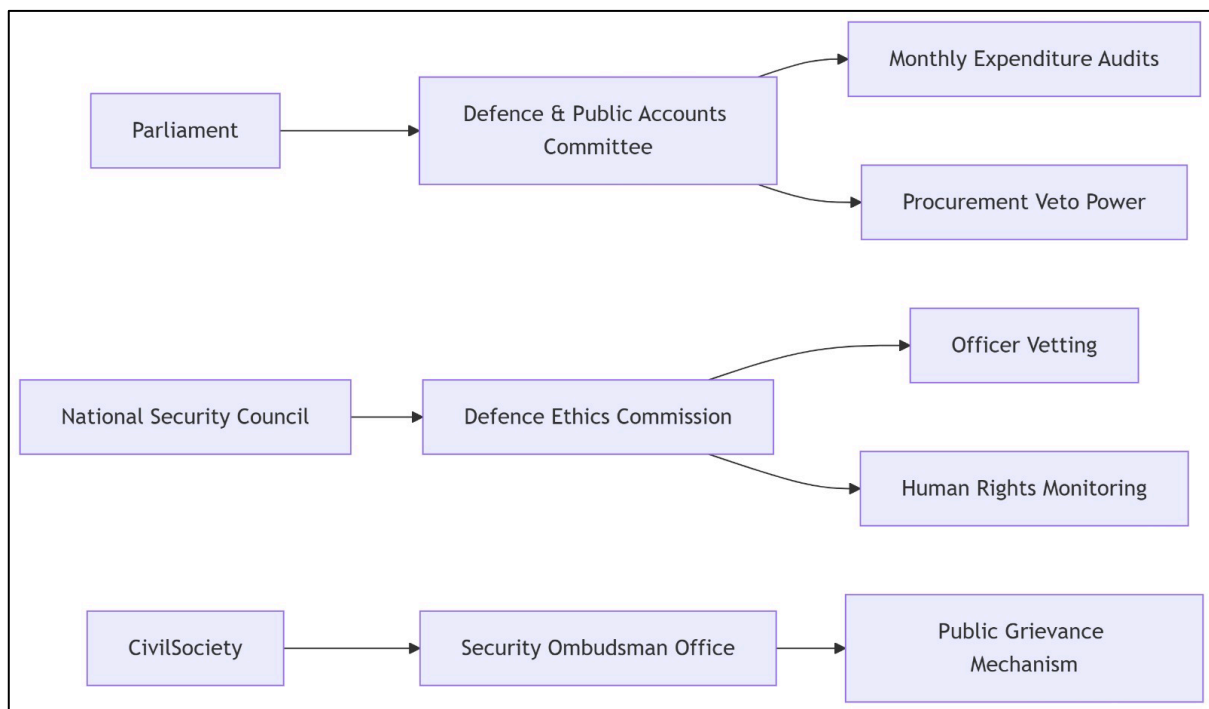 Parliament
Defence & Public Accounts
Committee
Monthly Expenditure Audits
Procurement Veto Power
National Security Council
Defence Ethics Commission
Officer Vetting
Human Rights Monitoring
CivilSociety
Security Ombudsman Office
Public Grievance
Mechanism